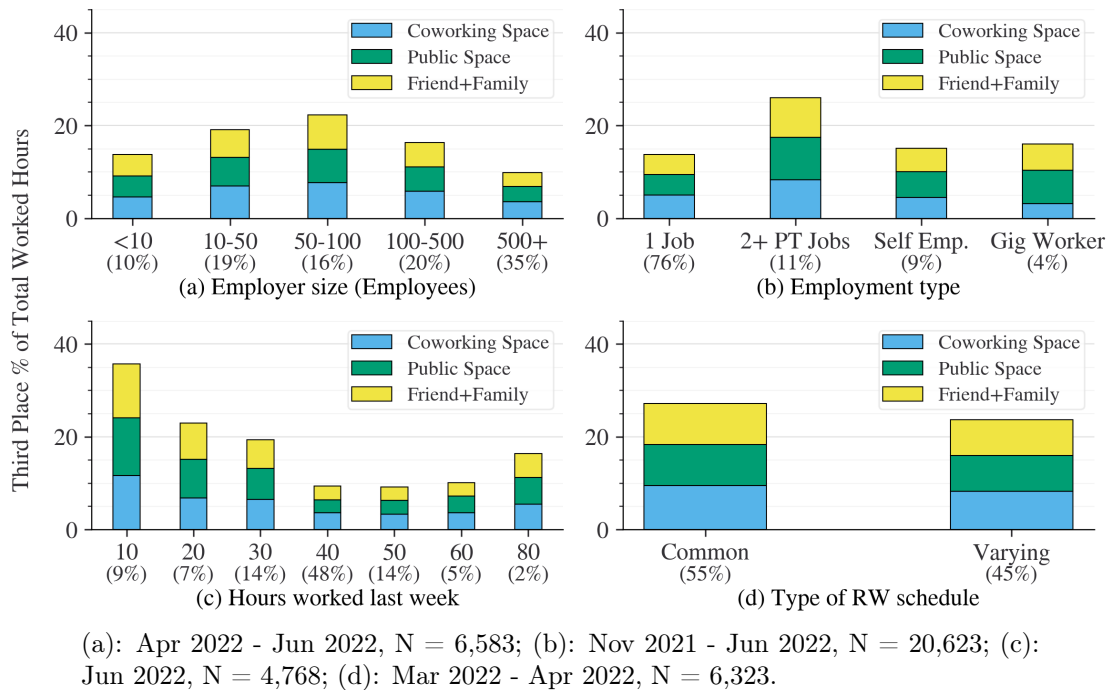 Third Place % of Total Worked Hours
40
20
0
Coworking Space
Public Space
Friend+Family
<10 10-50 50-100 100-500 500+
(10%) (19%) (16%) (20%) (35%)
(a) Employer size (Employees)
40
20
0
Coworking Space
Public Space
Friend+Family
1 Job 2+ PT Jobs Self Emp. Gig Worker
(76%) (11%) (9%) (4%)
(b) Employment type
40
20
0
Coworking Space
Public Space
Friend+Family
10 20 30 40 50 60 80
(9%) (7%) (14%) (48%) (14%) (5%) (2%)
(c) Hours worked last week
40
20
0
Coworking Space
Public Space
Friend+Family
Common Varying
(55%) (45%)
(d) Type of RW schedule
(a): Apr 2022 - Jun 2022, N = 6,583; (b): Nov 2021 - Jun 2022, N = 20,623; (c):
Jun 2022, N = 4,768; (d): Mar 2022 - Apr 2022, N = 6,323.